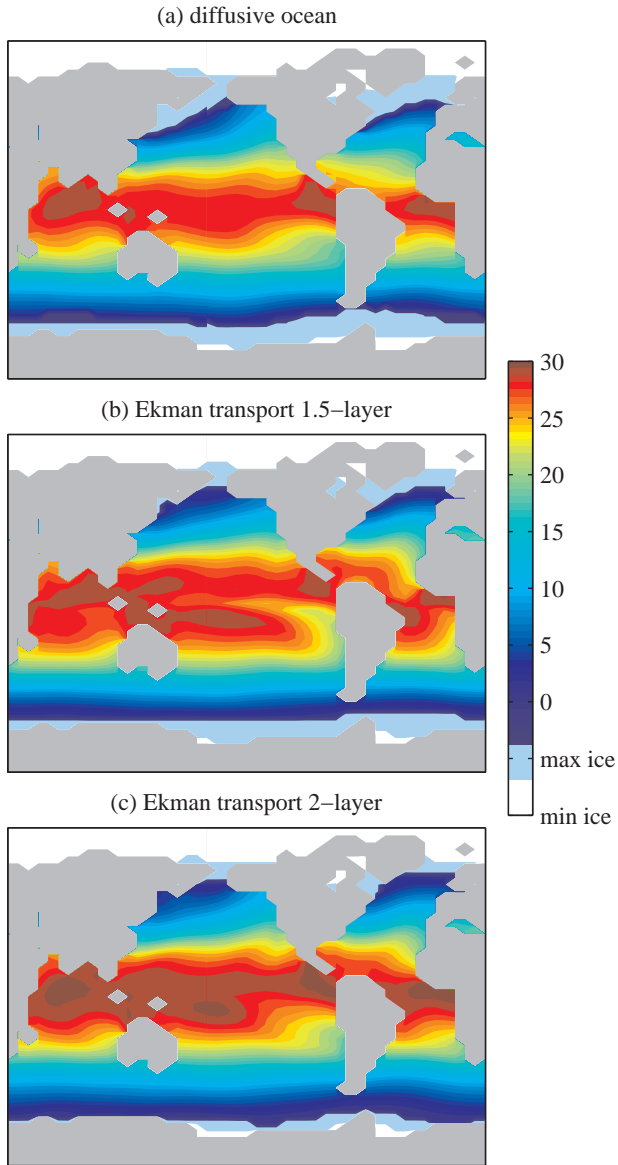 (a) diffusive ocean
30
(b) Ekman transport 1.5−layer
25
20
15
10
5
0
max ice
(c) Ekman transport 2−layer
min ice